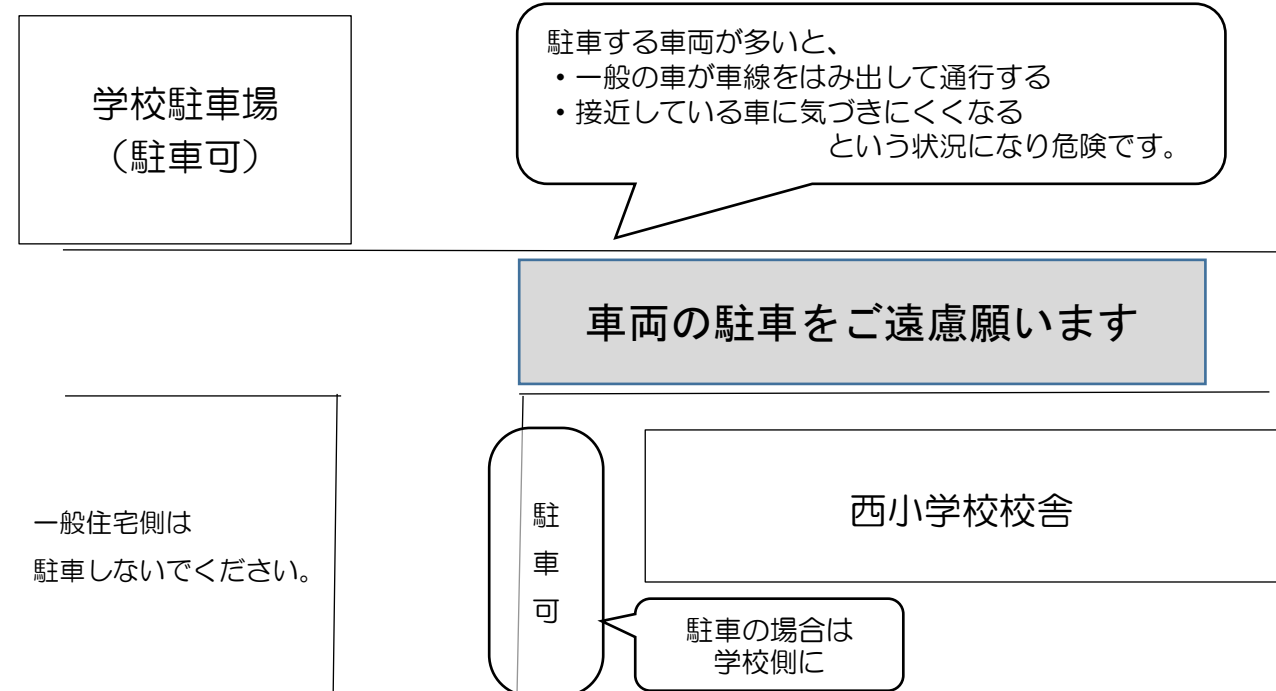 学校駐車場
（駐車可）
駐車する車両が多いと、
・一般の車が車線をはみ出して通行する
・接近している車に気づきにくくなる
という状況になり危険です。
車両の駐車をご遠慮願います
一般住宅側は
駐車しないでください。
駐車可
西小学校校舎
駐車の場合は
学校側に